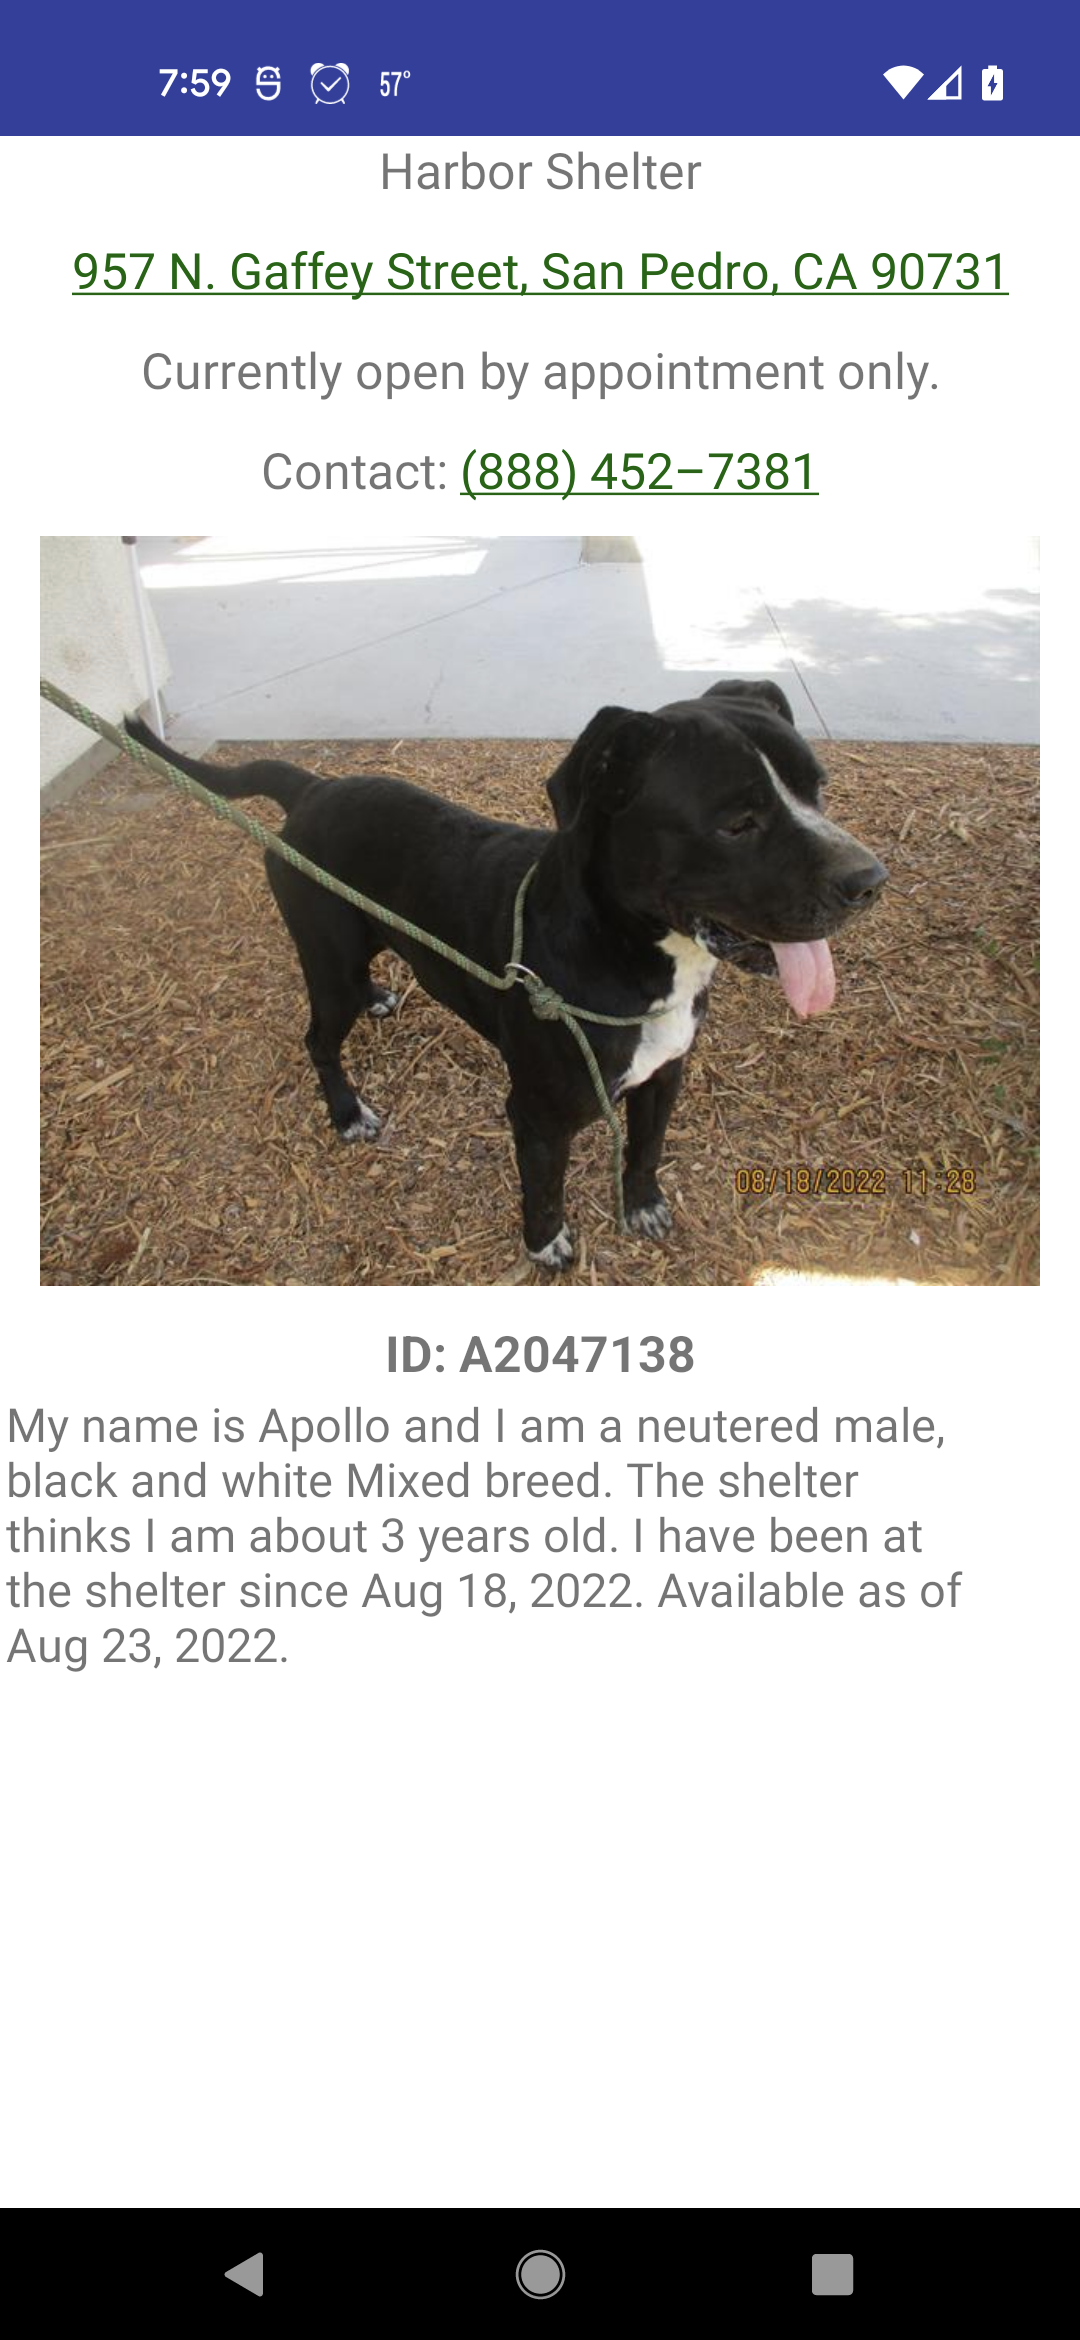 7:59 57°
Harbor Shelter
957 N. Gaffey Street, San Pedro, CA 90731
Currently open by appointment only.
Contact: (888) 452–7381
08/18/2022 11:28
ID: A2047138
My name is Apollo and I am a neutered male,
black and white Mixed breed. The shelter
thinks I am about 3 years old. I have been at
the shelter since Aug 18, 2022. Available as of
Aug 23, 2022.